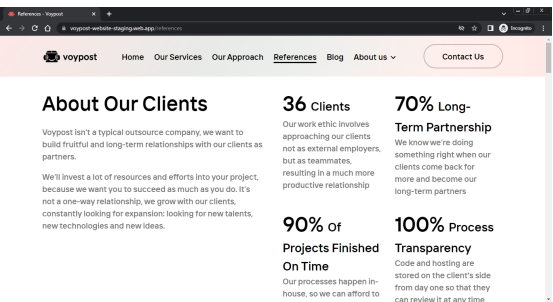 References - Voypost
voypost-website-staging.web.app/references
Incognito
voypost
Home
Our Services
Our Approach
References
Blog
About us
Contact Us
About Our Clients
Voypost isn't a typical outsource company, we want to
build fruitful and long-term relationships with our clients as
partners.
We'll invest a lot of resources and efforts into your project,
because we want you to succeed as much as you do. It's
not a one-way relationship, we grow with our clients,
constantly looking for expansion: looking for new talents,
new technologies and new ideas.
36 Clients
Our work ethic involves
approaching our clients
not as external employers,
but as teammates,
resulting in a much more
productive relationship
70% Long-
Term Partnership
We know we're doing
something right when our
clients come back for
more and become our
long-term partners
90% Of
Projects Finished
On Time
Our processes happen in-
house, so we can afford to
100% Process
Transparency
Code and hosting are
stored on the client's side
from day one so that they
can review it at any time